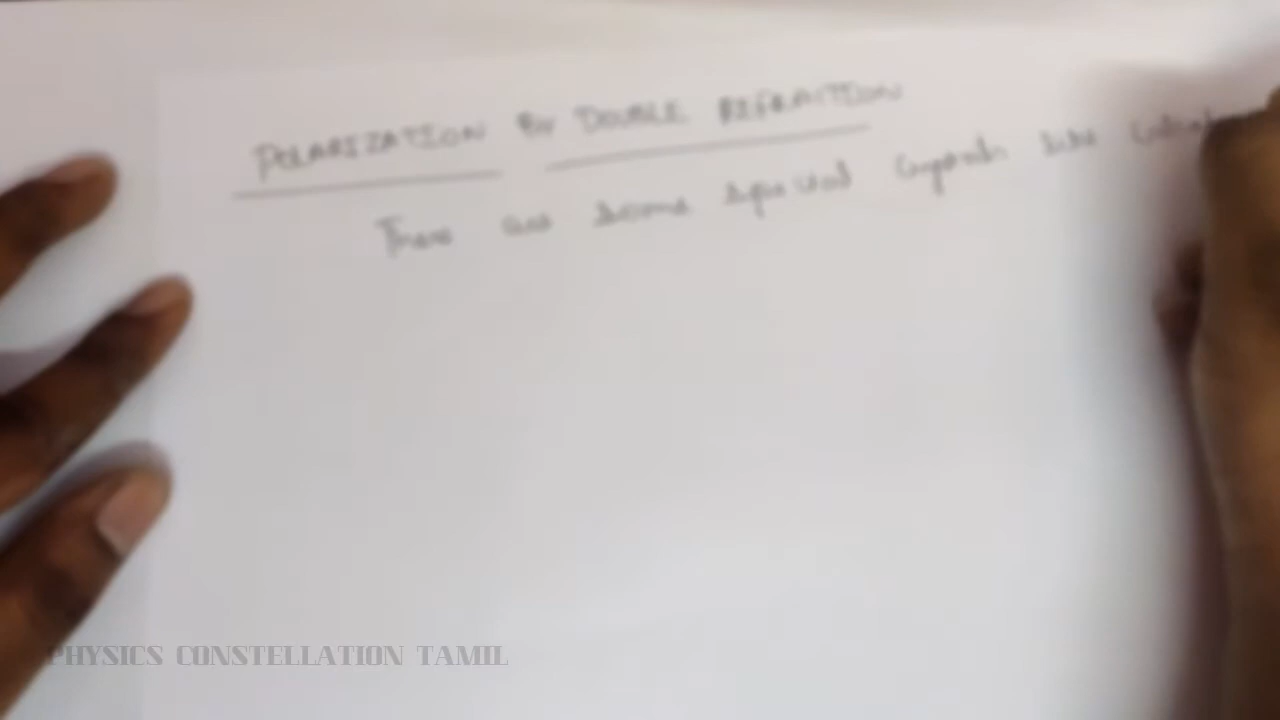 POLARIZATION BY DOUBLE REFRACTION
There are some special crystals like
PHYSICS CONSTELLATION TAMIL